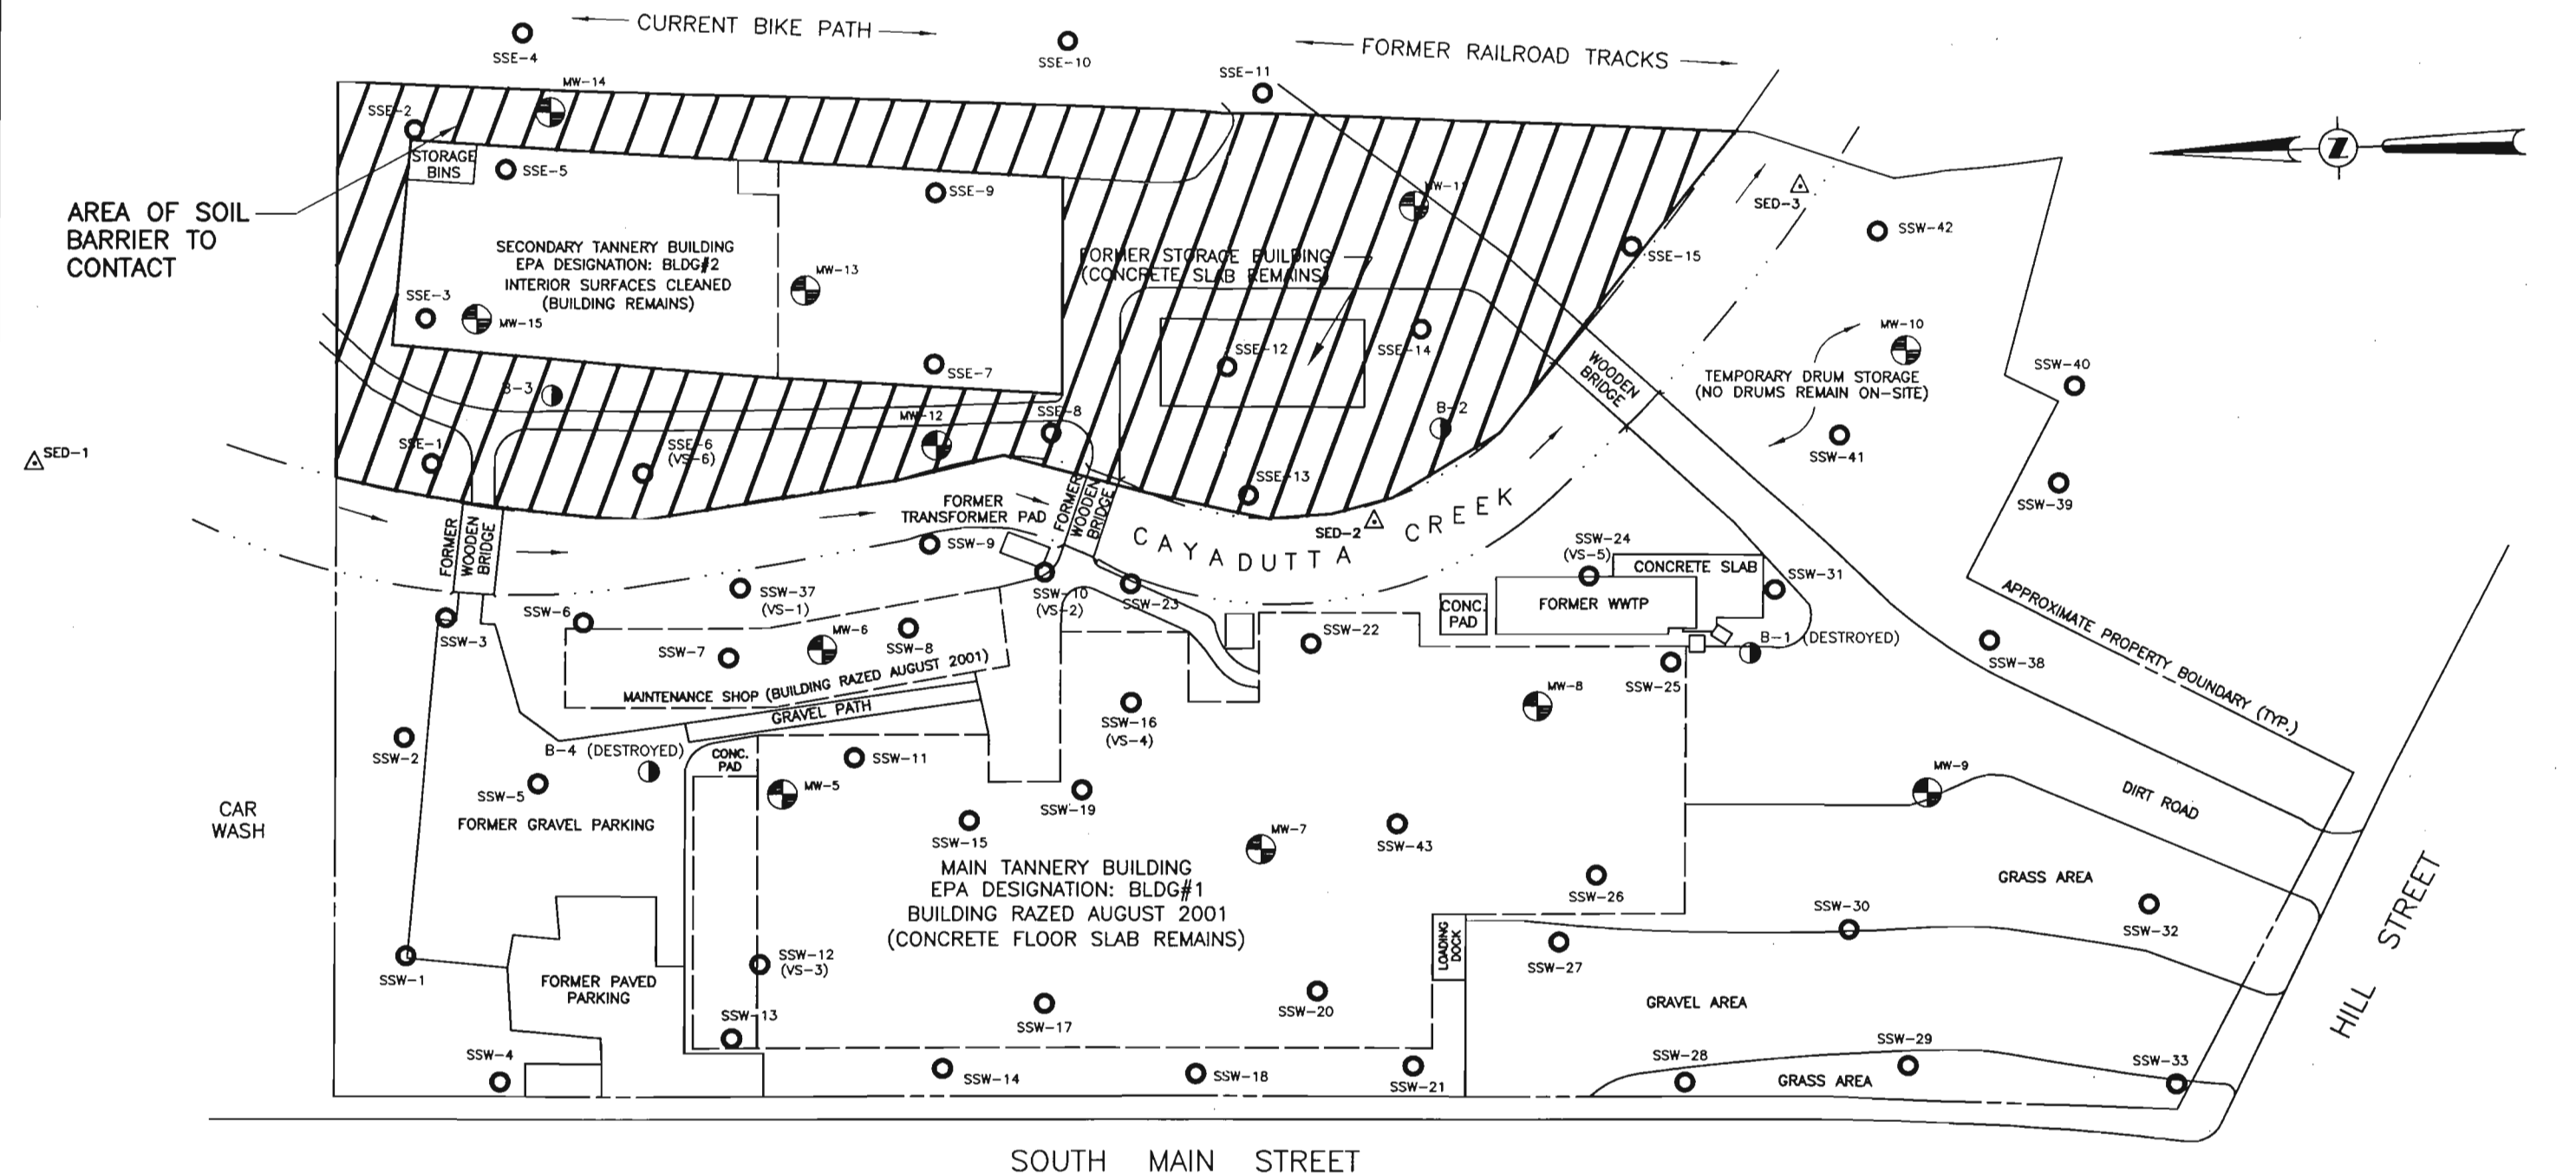 CURRENT BIKE PATH
FORMER RAILROAD TRACKS
SSE-4
SSE-10
SSE-11
MW-14
SSE-2
STORAGE
BINS
SSE-5
SSE-9
MW-11
SED-3
SSW-42
Z
AREA OF SOIL
BARRIER TO
CONTACT
SECONDARY TANNERY BUILDING
EPA DESIGNATION: BLDG#2
INTERIOR SURFACES CLEANED
(BUILDING REMAINS)
MW-13
FORMER STORAGE BUILDING
(CONCRETE SLAB REMAINS)
SSE-15
SSE-3
MW-15
SSE-12
SSE-14
SSE-7
WOODEN
BRIDGE
MW-10
TEMPORARY DRUM STORAGE
(NO DRUMS REMAIN ON-SITE)
SSW-40
B-3
MW-12
SSE-8
B-2
SSE-1
SSE-6
(VS-6)
SSW-41
SED-1
SSE-13
SSW-39
FORMER
WOODEN
BRIDGE
FORMER
TRANSFORMER PAD
FORMER
WOODEN
BRIDGE
CAYADUTTA CREEK
SED-2
SSW-9
SSW-24
(VS-5)
CONCRETE SLAB
SSW-31
SSW-37
(VS-1)
SSW-10
(VS-2)
SSW-23
CONC.
PAD
FORMER WWTP
APPROXIMATE PROPERTY BOUNDARY (TYP.)
SSW-6
SSW-3
MW-6
SSW-8
SSW-7
SSW-22
B-1 (DESTROYED)
SSW-38
MAINTENANCE SHOP (BUILDING RAZED AUGUST 2001)
GRAVEL PATH
SSW-25
MW-8
SSW-16
(VS-4)
SSW-2
B-4 (DESTROYED)
CONC.
PAD
SSW-11
SSW-5
MW-5
SSW-19
MW-9
DIRT ROAD
CAR
WASH
FORMER GRAVEL PARKING
SSW-15
MW-7
SSW-43
MAIN TANNERY BUILDING
EPA DESIGNATION: BLDG#1
BUILDING RAZED AUGUST 2001
(CONCRETE FLOOR SLAB REMAINS)
GRASS AREA
SSW-26
SSW-30
SSW-32
HILL STREET
LOADING
DOCK
SSW-27
SSW-12
(VS-3)
SSW-1
FORMER PAVED
PARKING
GRAVEL AREA
SSW-13
SSW-17
SSW-20
SSW-4
SSW-14
SSW-18
SSW-21
SSW-28
SSW-29
SSW-33
GRASS AREA
SOUTH MAIN STREET